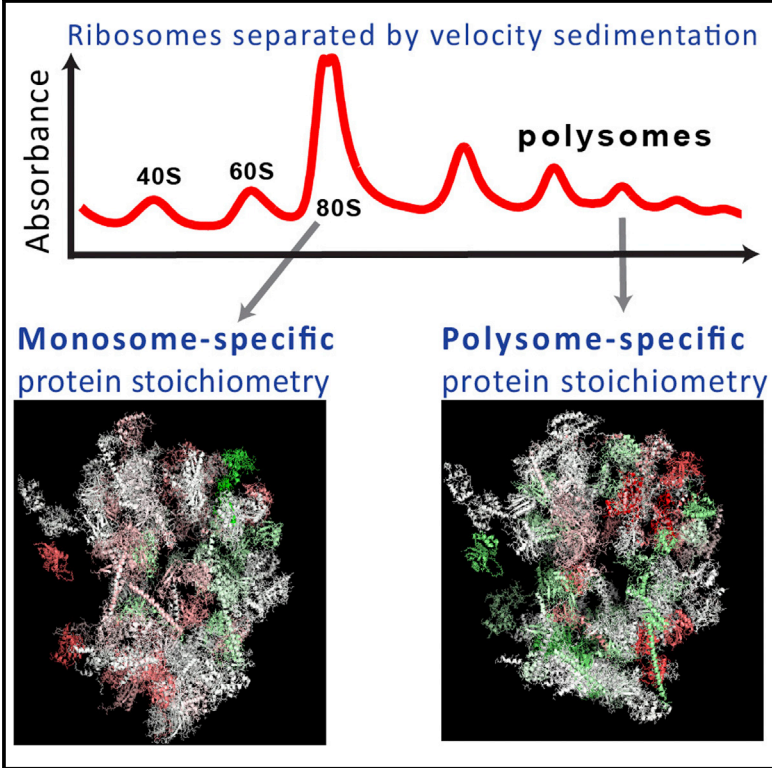 Ribosomes separated by velocity sedimentation
Absorbance
40S
60S
80S
polysomes
Monosome-specific
protein stoichiometry
Polysome-specific
protein stoichiometry